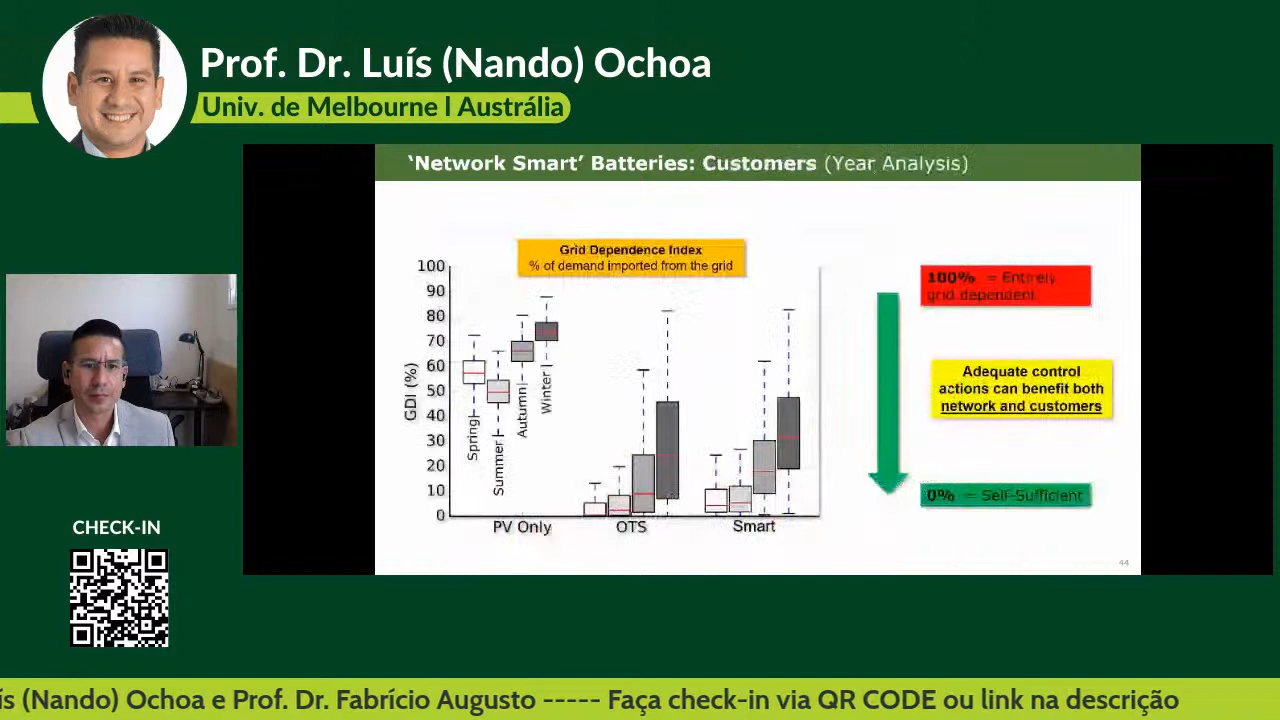 Prof. Dr. Luís (Nando) Ochoa
Univ. de Melbourne I Austrália
‘Network Smart’ Batteries: Customers (Year Analysis)
Grid Dependence Index
% of demand imported from the grid
GDI (%)
100
90
80
70
60
50
40
30
20
10
0
Spring
Summer
Autumn
Winter
PV Only
OTS
Smart
100% = Entirely
grid dependent
Adequate control
actions can benefit both
network and customers
0% = Self-Sufficient
44
CHECK-IN
ís (Nando) Ochoa e Prof. Dr. Fabrício Augusto ----- Faça check-in via QR CODE ou link na descrição